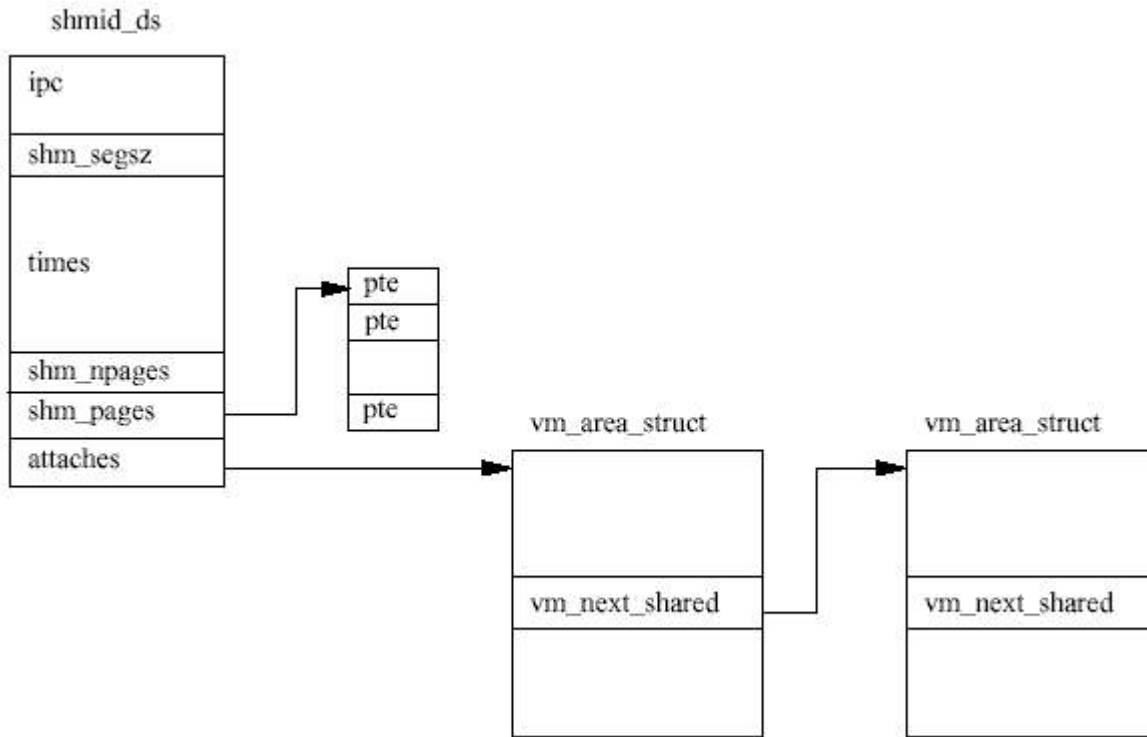 shmid_ds
ipc
shm_segsz
times
shm_npages
shm_pages
attaches
pte
pte
pte
vm_area_struct
vm_next_shared
vm_area_struct
vm_next_shared